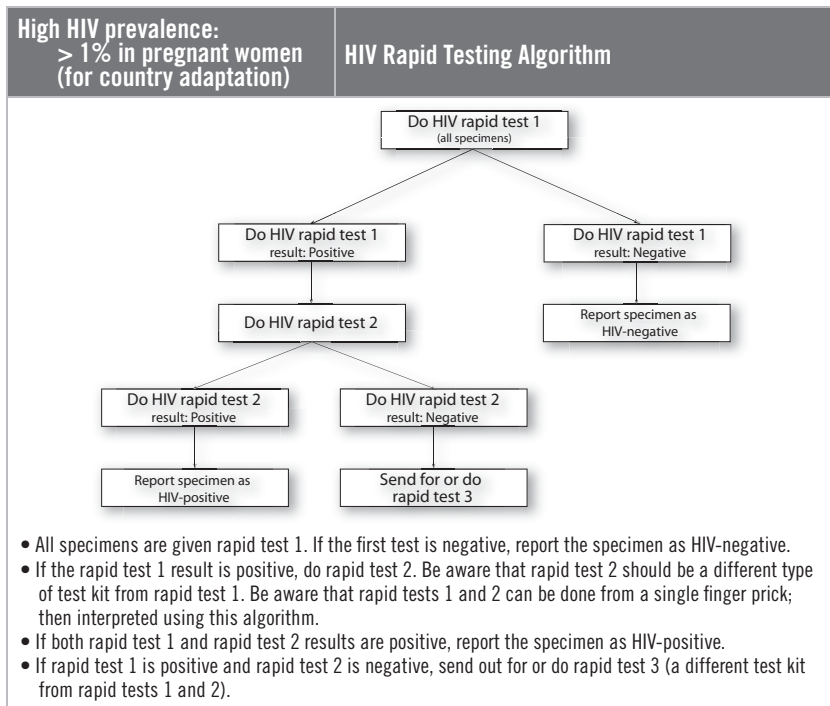 High HIV prevalence:
> 1% in pregnant women
(for country adaptation)
HIV Rapid Testing Algorithm
Do HIV rapid test 1
(all specimens)
Do HIV rapid test 1
result: Positive
Do HIV rapid test 1
result: Negative
Do HIV rapid test 2
Report specimen as
HIV-negative
Do HIV rapid test 2
result: Positive
Do HIV rapid test 2
result: Negative
Report specimen as
HIV-positive
Send for or do
rapid test 3
• All specimens are given rapid test 1. If the first test is negative, report the specimen as HIV-negative.
• If the rapid test 1 result is positive, do rapid test 2. Be aware that rapid test 2 should be a different type
of test kit from rapid test 1. Be aware that rapid tests 1 and 2 can be done from a single finger prick;
then interpreted using this algorithm.
• If both rapid test 1 and rapid test 2 results are positive, report the specimen as HIV-positive.
• If rapid test 1 is positive and rapid test 2 is negative, send out for or do rapid test 3 (a different test kit
from rapid tests 1 and 2).